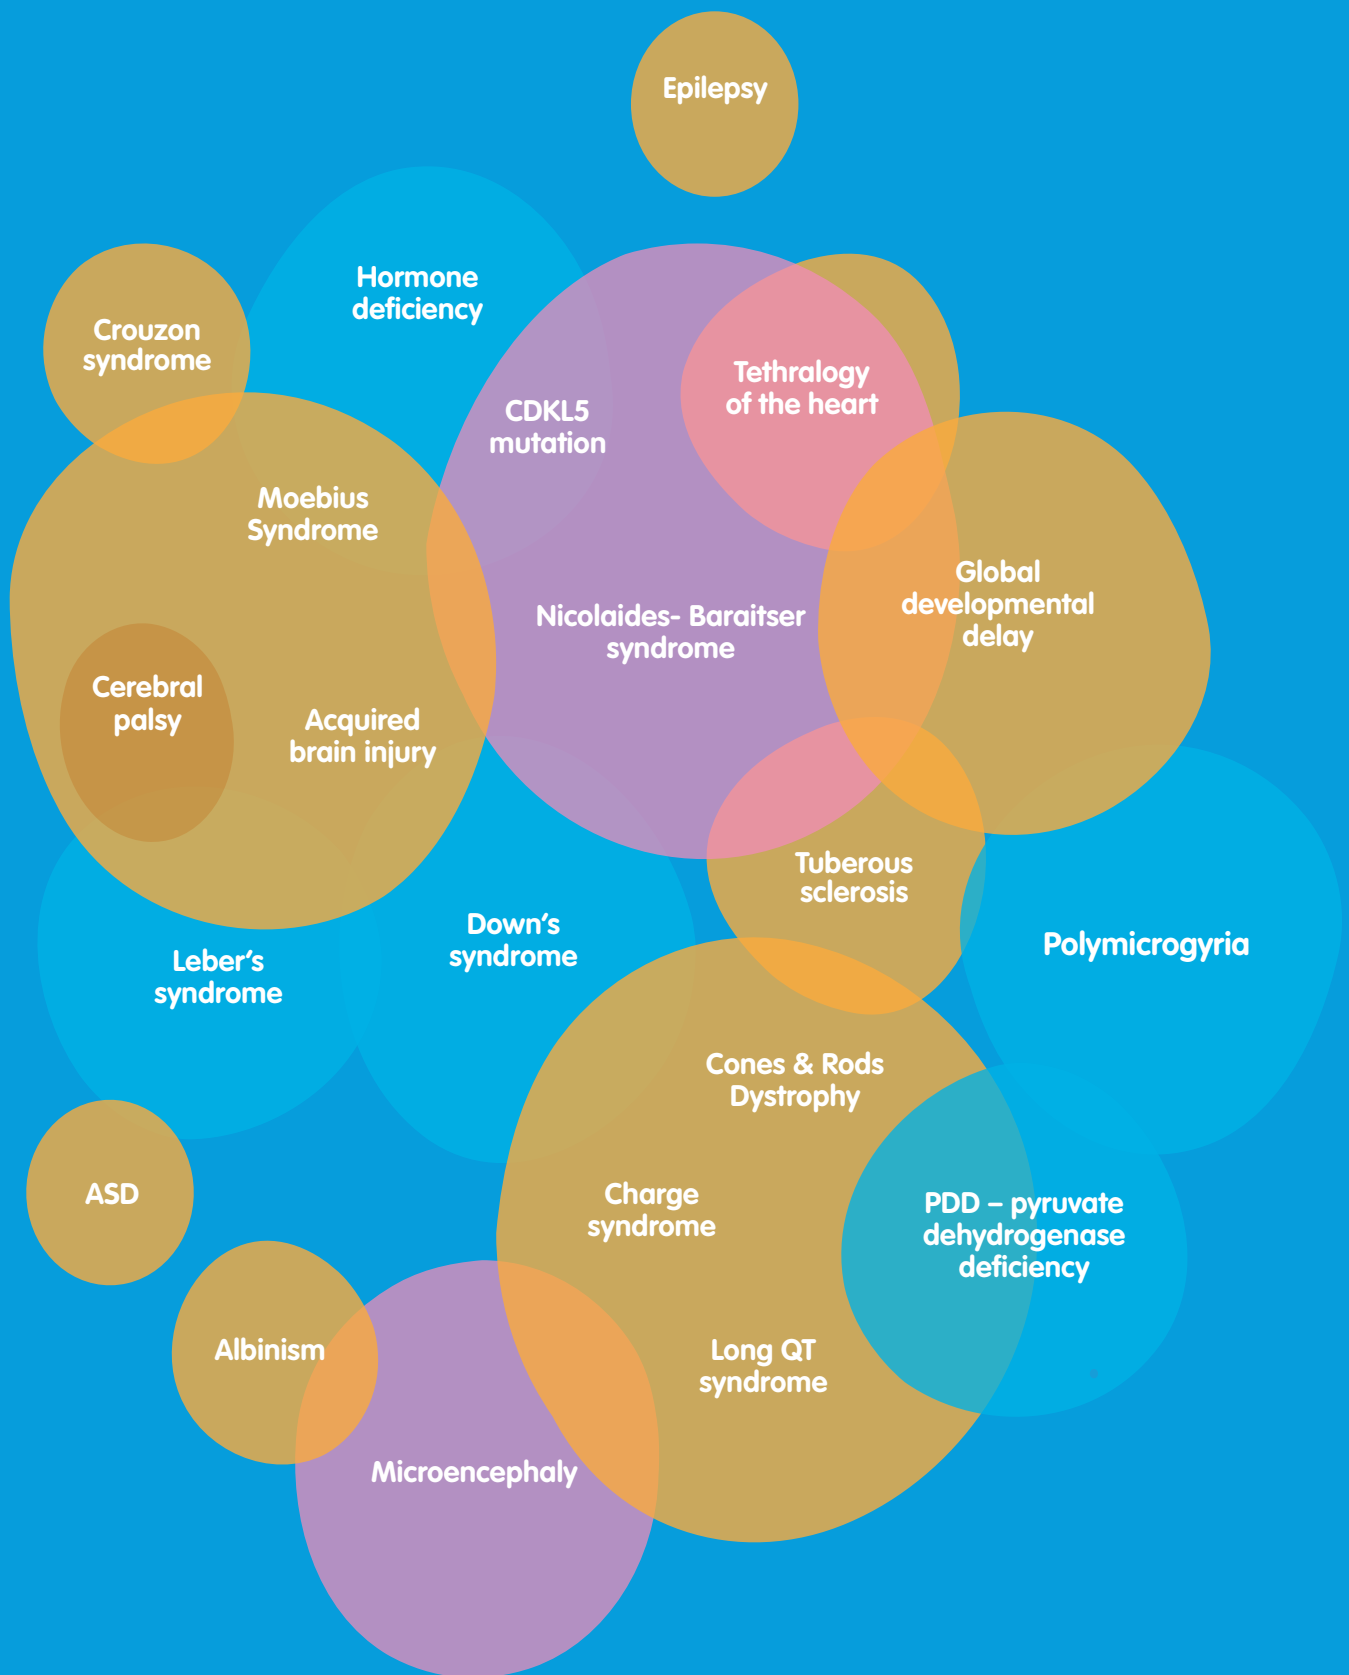 Epilepsy
Hormone
deficiency
Crouzon
syndrome
Tethralogy
of the heart
CDKL5
mutation
Moebius
Syndrome
Global
developmental
delay
Nicolaides- Baraitser
syndrome
Cerebral
palsy
Acquired
brain injury
Tuberous
sclerosis
Down’s
syndrome
Polymicrogyria
Leber’s
syndrome
Cones & Rods
Dystrophy
ASD
Charge
syndrome
PDD – pyruvate
dehydrogenase
deficiency
Albinism
Long QT
syndrome
Microencephaly